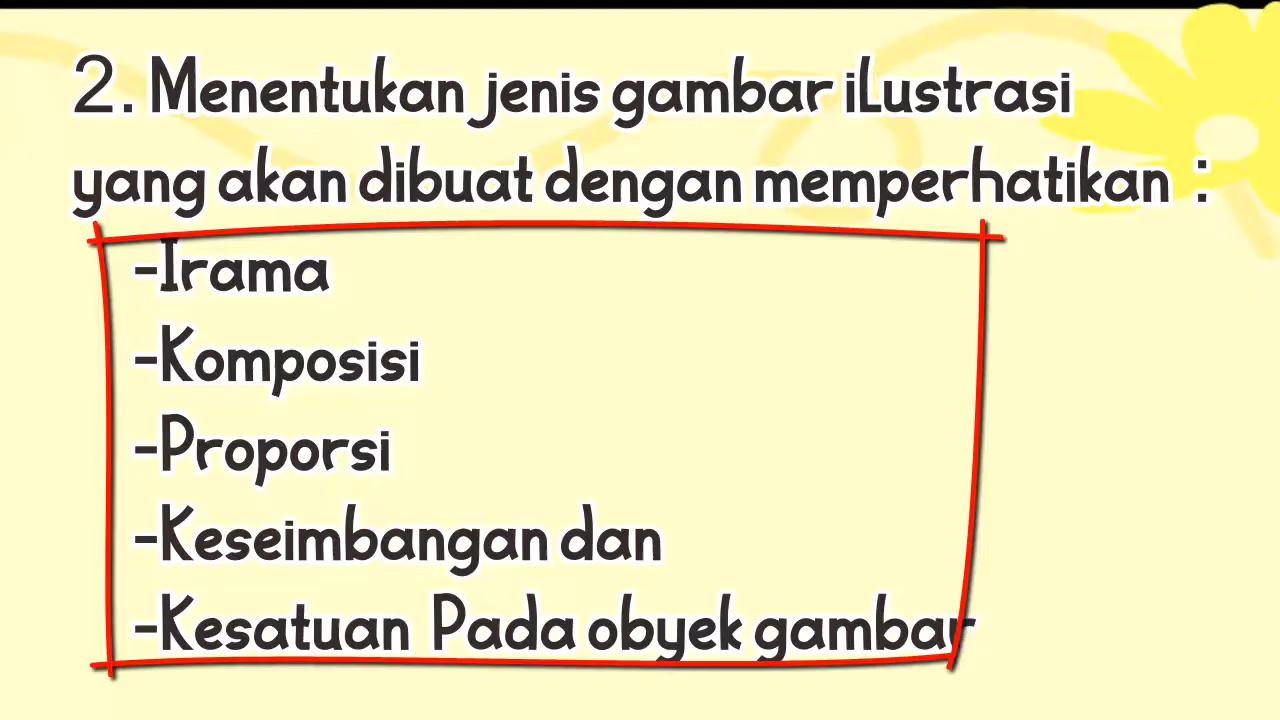 2. Menentukan jenis gambar iLustrasi
yang akan dibuat dengan memperhatikan :
-Irama
-Komposisi
-Proporsi
-Keseimbangan dan
-Kesatuan Pada obyek gambar